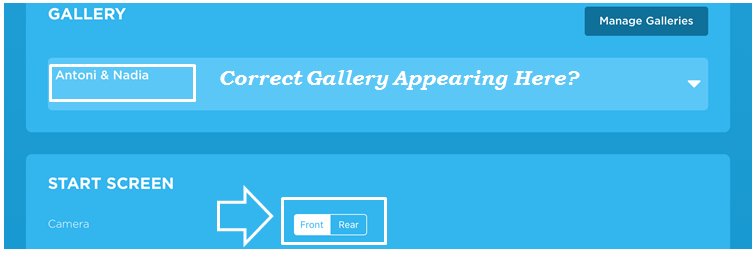 GALLERY
Manage Galleries
Antoni & Nadia
Correct Gallery Appearing Here?
START SCREEN
Camera
Front Rear